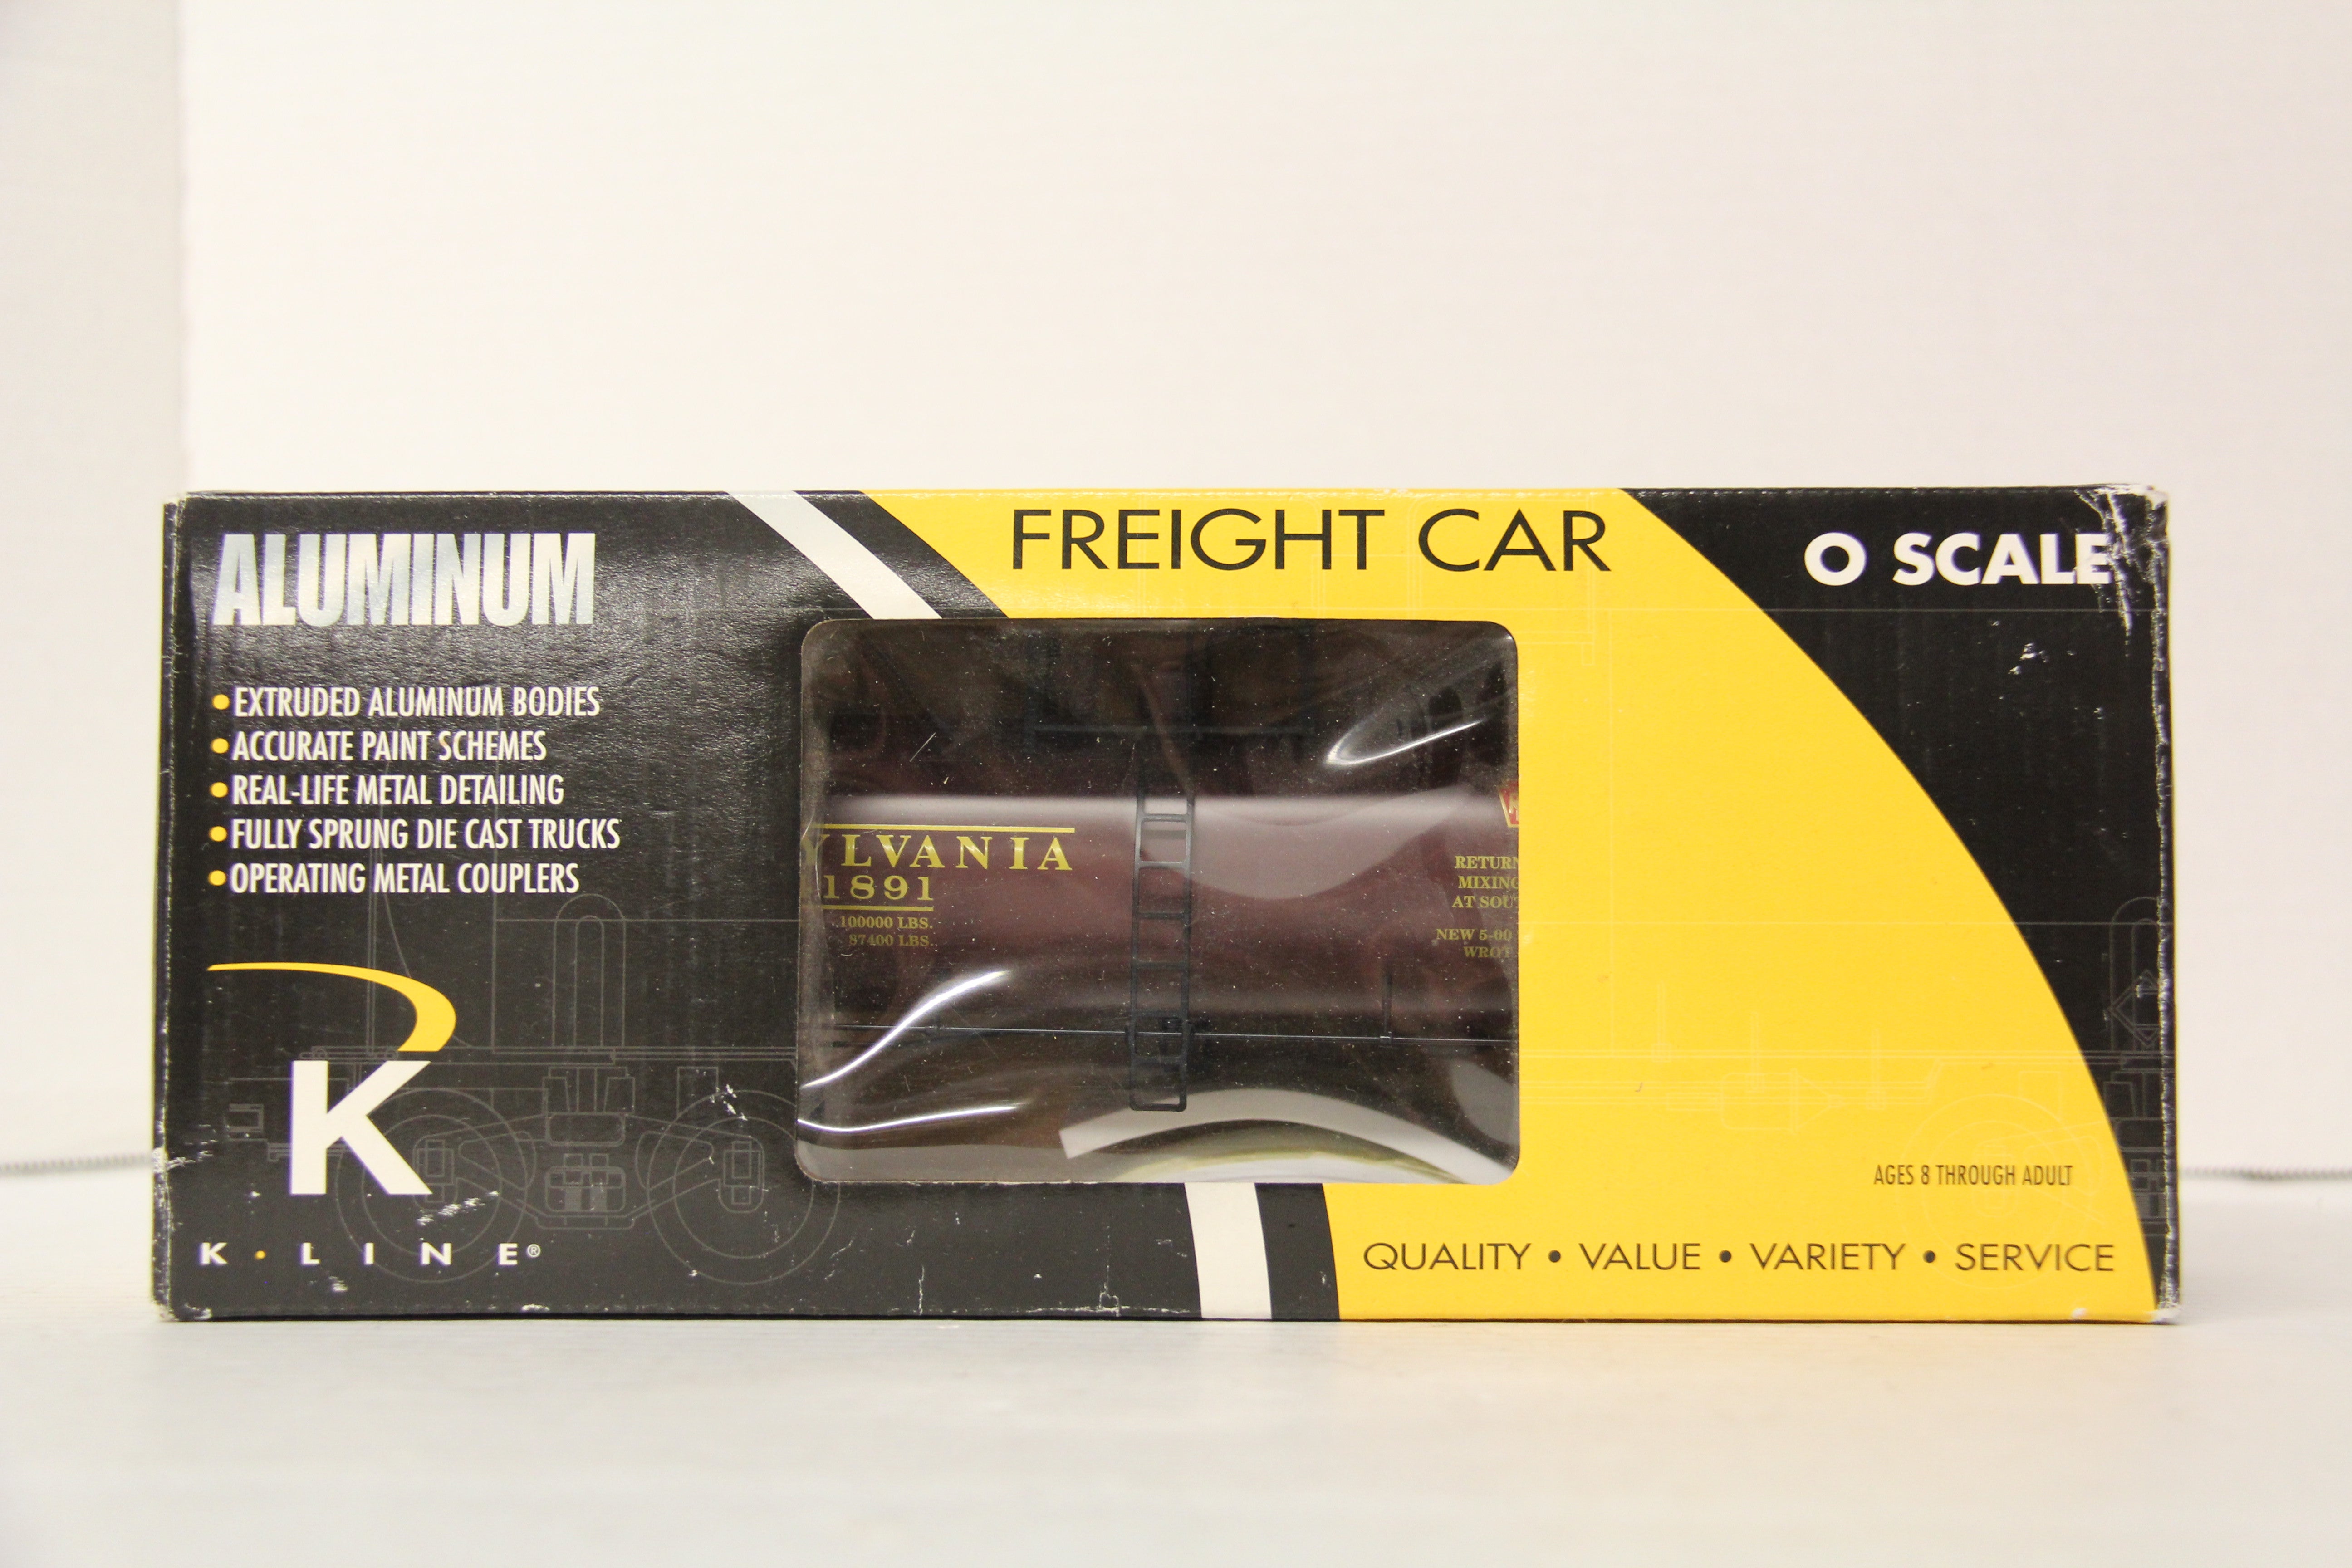 ALUMINUM
FREIGHT CAR
O SCALE
• EXTRUDED ALUMINUM BODIES
• ACCURATE PAINT SCHEMES
• REAL-LIFE METAL DETAILING
• FULLY SPRUNG DIE CAST TRUCKS
• OPERATING METAL COUPLERS
YLVANIA
1891
100000 LBS.
87400 LBS.
RETURN
MIXING
AT SOU
NEW 5-00
K
K·LINE®
AGES 8 THROUGH ADULT
QUALITY • VALUE • VARIETY • SERVICE